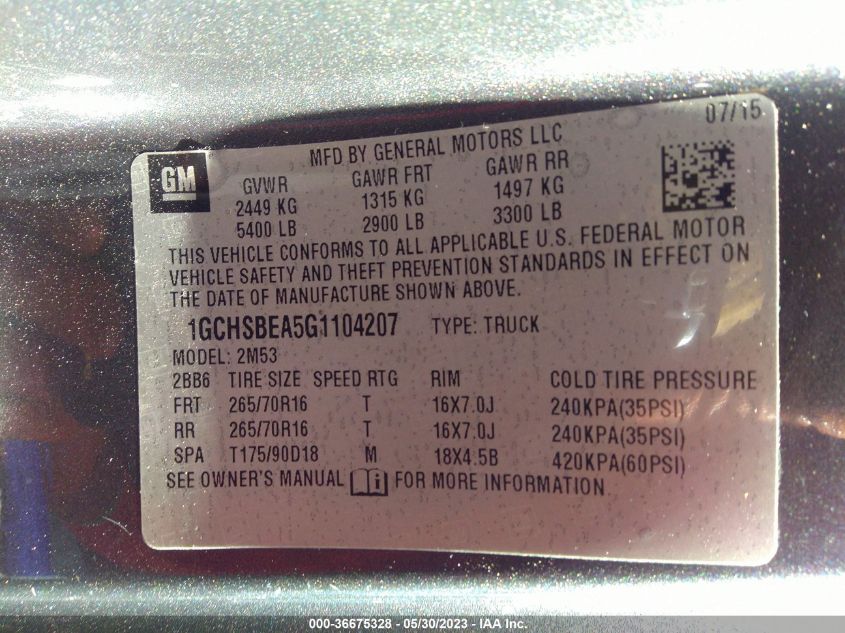 07/15
MFD BY GENERAL MOTORS LLC
GM
GVWR GAWR FRT GAWR RR
2449 KG 1315 KG 1497 KG
5400 LB 2900 LB 3300 LB
THIS VEHICLE CONFORMS TO ALL APPLICABLE U.S. FEDERAL MOTOR
VEHICLE SAFETY AND THEFT PREVENTION STANDARDS IN EFFECT ON
THE DATE OF MANUFACTURE SHOWN ABOVE.
1GCHSBEA5G1104207 TYPE: TRUCK
MODEL: 2M53
2BB6 TIRE SIZE SPEED RTG RIM COLD TIRE PRESSURE
FRT 265/70R16 T 16X7.0J 240KPA(35PSI)
RR 265/70R16 T 16X7.0J 240KPA(35PSI)
SPA T175/90D18 M 18X4.5B 420KPA(60PSI)
SEE OWNER'S MANUAL FOR MORE INFORMATION
000-36675328 - 05/30/2023 - IAA Inc.